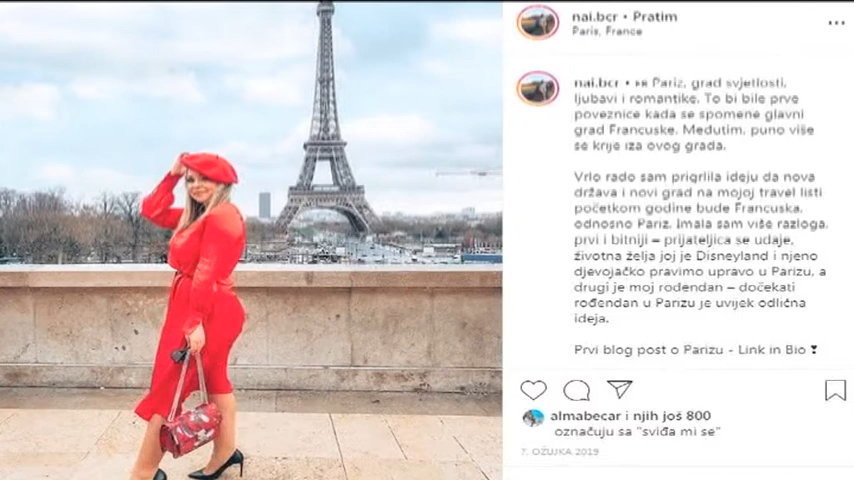 nai.bcr • Pratim
Paris, France
nai.bcr • Pariz, grad svjetlosti,
ljubavi i romantike. To bi bile prve
poveznice kada se spomene glavni
grad Francuske. Međutim, puno više
se krije iza ovog grada.
Vrlo rado sam prigrlila ideju da nova
država i novi grad na mojoj travel listi
početkom godine bude Francuska,
odnosno Pariz. Imala sam više razloga,
prvi i bitniji – prijateljica se udaje,
životna želja joj je Disneyland i njeno
djevojačko pravimo upravo u Parizu, a
drugi je moj rođendan – dočekati
rođendan u Parizu je uvijek odlična
ideja.
Prvi blog post o Parizu - Link in Bio❣
almabecar i njih još 800
označuju sa "sviđa mi se"
7. OŽUJKA 2019